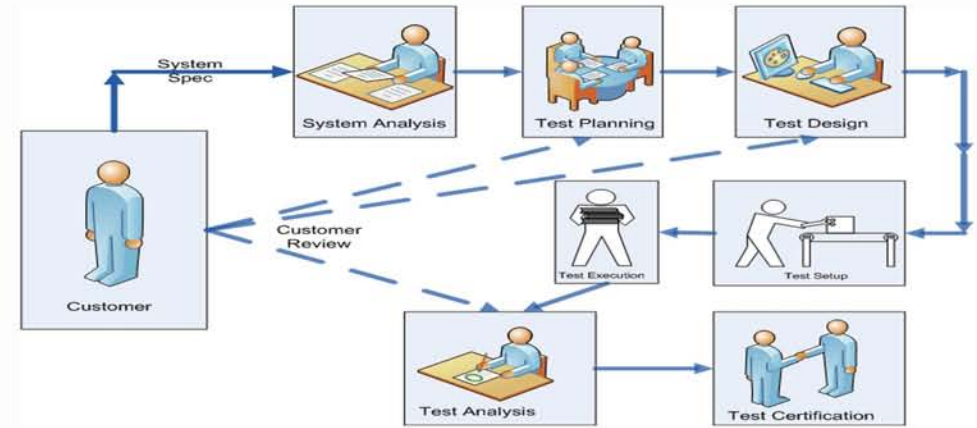 System
Spec
System Analysis
Test Planning
Test Design
Customer
Customer
Review
Test Execution
Test Setup
Test Analysis
Test Certification